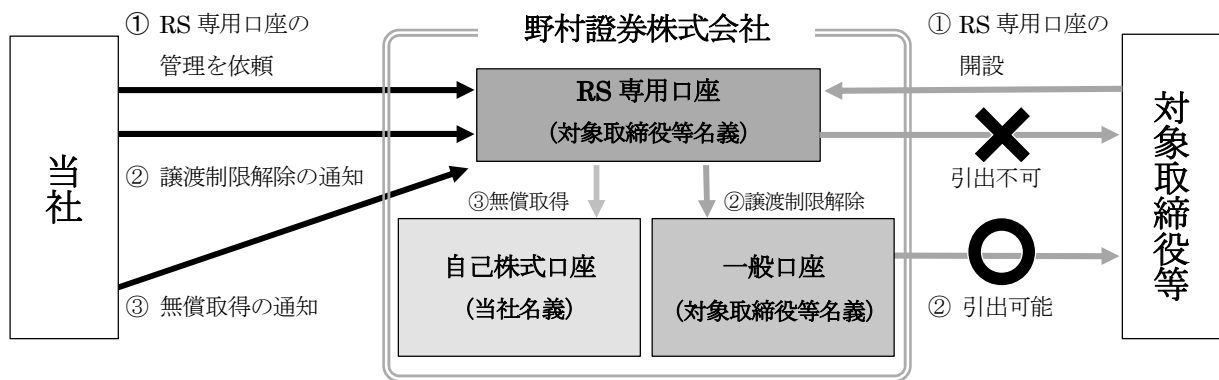 ① RS 専用口座の
管理を依頼
野村證券株式会社
① RS 専用口座の
開設
RS 専用口座
(対象取締役等名義)
当社
② 譲渡制限解除の通知
引出不可
対象取締役等
③無償取得
②譲渡制限解除
自己株式口座
(当社名義)
一般口座
(対象取締役等名義)
③ 無償取得の通知
② 引出可能